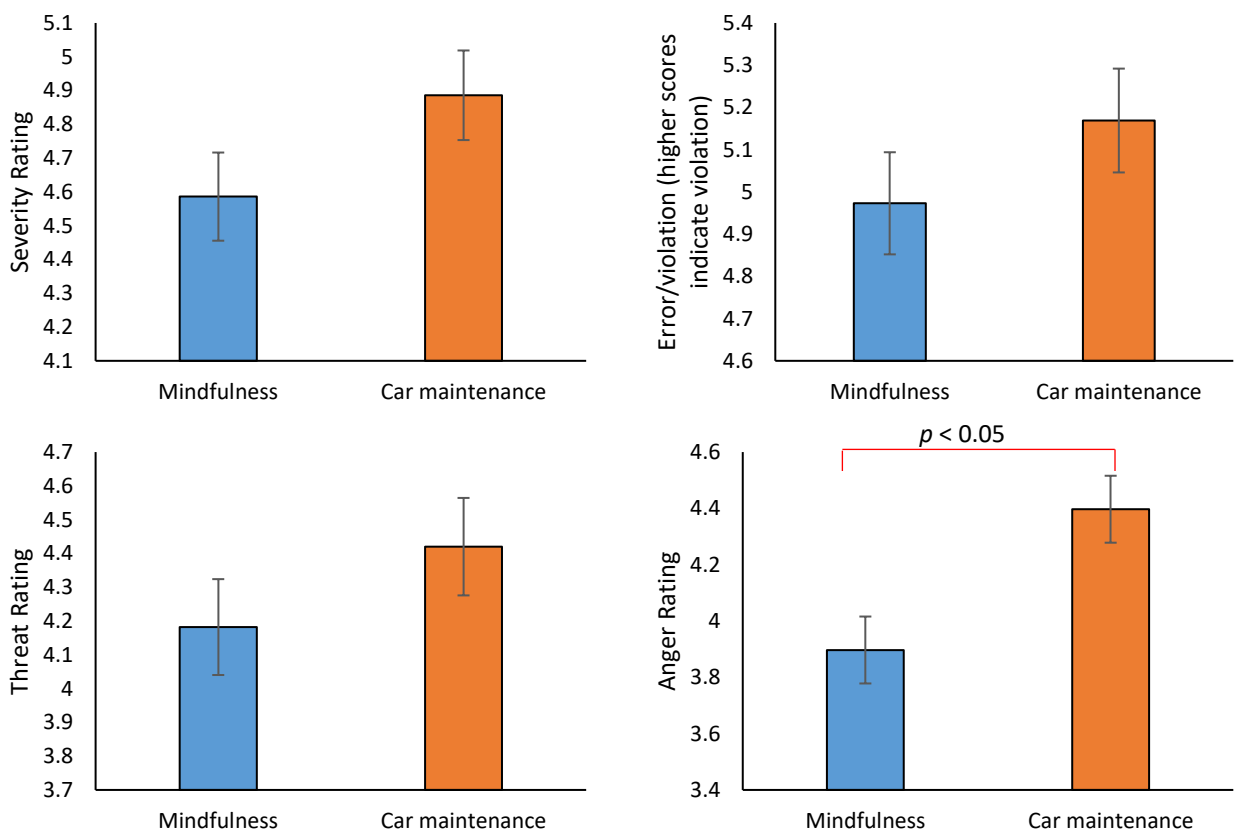 Severity Rating
5.1
5
4.9
4.8
4.7
4.6
4.5
4.4
4.3
4.2
4.1
Mindfulness
Car maintenance
Error/violation (higher scores
indicate violation)
5.4
5.3
5.2
5.1
5
4.9
4.8
4.7
4.6
Mindfulness
Car maintenance
Threat Rating
4.7
4.6
4.5
4.4
4.3
4.2
4.1
4
3.9
3.8
3.7
Mindfulness
Car maintenance
p < 0.05
Anger Rating
4.6
4.4
4.2
4
3.8
3.6
3.4
Mindfulness
Car maintenance